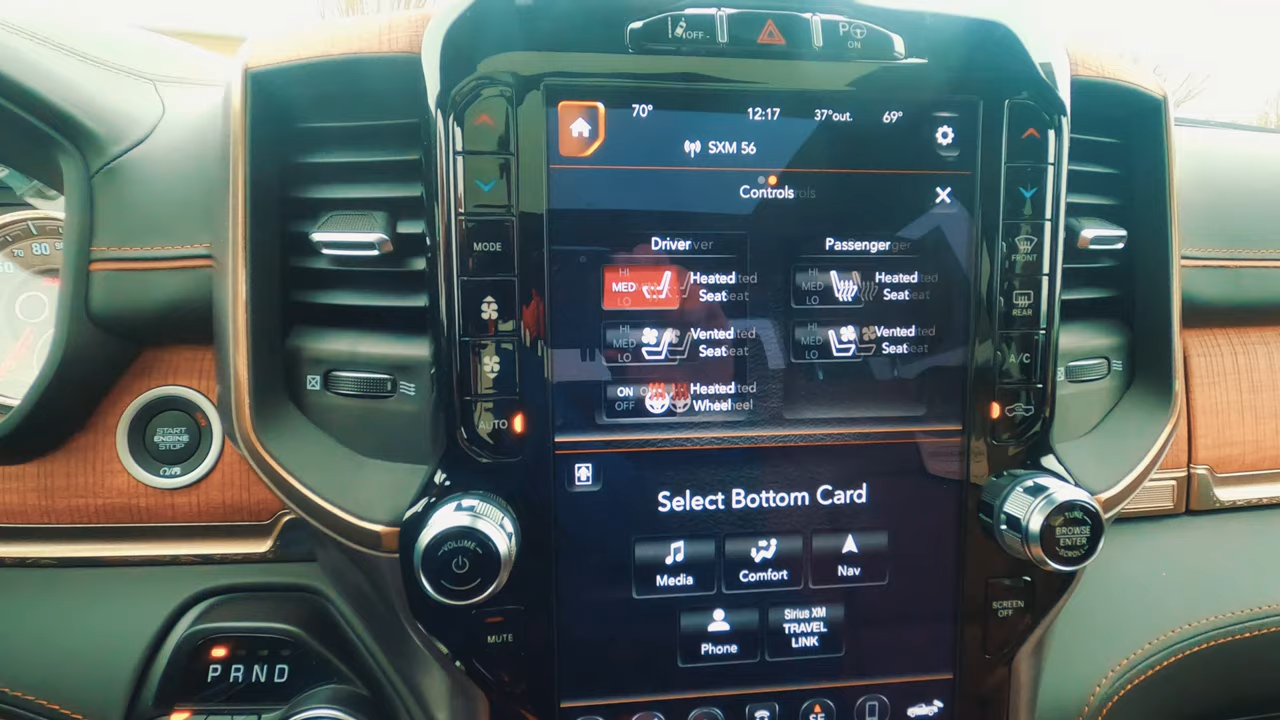 OFF
P
ON
70°
12:17
37°out.
69°
SXM 56
Controls
MODE
FRONT
REAR
A/C
AUTO
Driver
Passenger
HI
MED
LO
Heated
Seat
HI
MED
LO
Heated
Seat
HI
MED
LO
Vented
Seat
HI
MED
LO
Vented
Seat
ON
OFF
Heated
Wheel
70
80
START
ENGINE
STOP
Select Bottom Card
Media
Comfort
Nav
Phone
Sirius XM
TRAVEL
LINK
VOLUME
MUTE
TUNE
BROWSE
ENTER
SCROLL
SCREEN
OFF
PRND